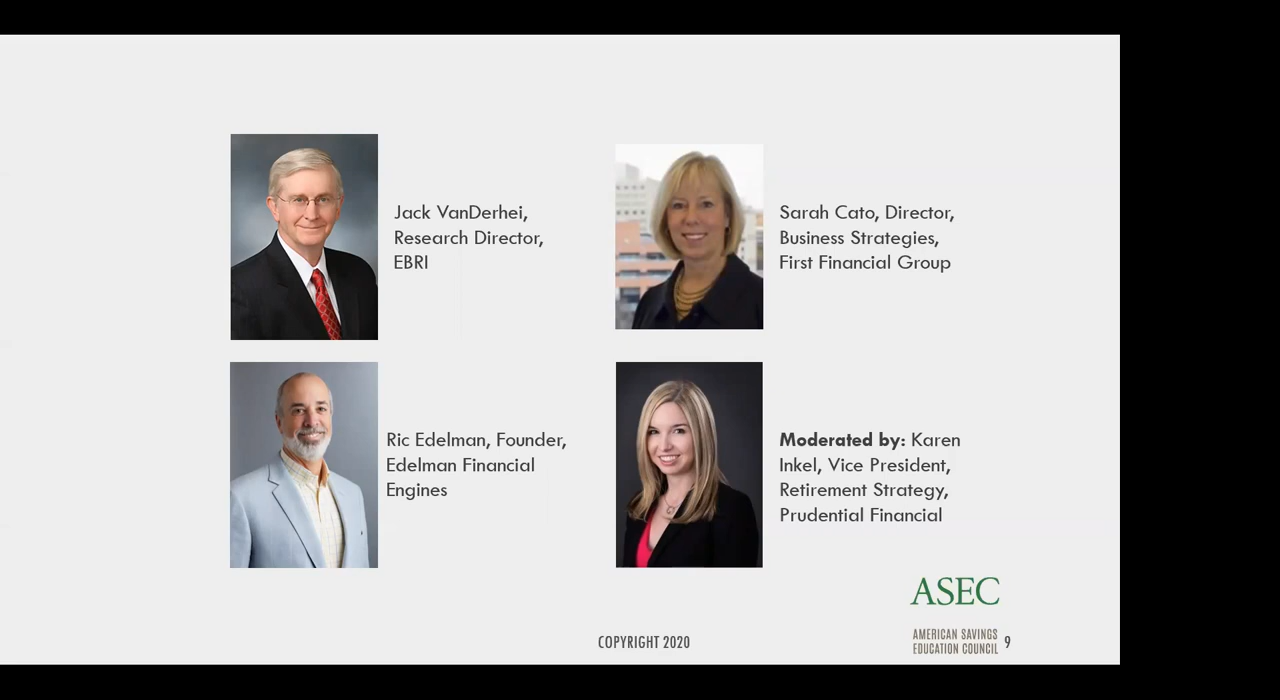 Jack VanDerhei,
Research Director,
EBRI
Sarah Cato, Director,
Business Strategies,
First Financial Group
Ric Edelman, Founder,
Edelman Financial
Engines
Moderated by: Karen
Inkel, Vice President,
Retirement Strategy,
Prudential Financial
ASEC
AMERICAN SAVINGS
EDUCATION COUNCIL
COPYRIGHT 2020
9